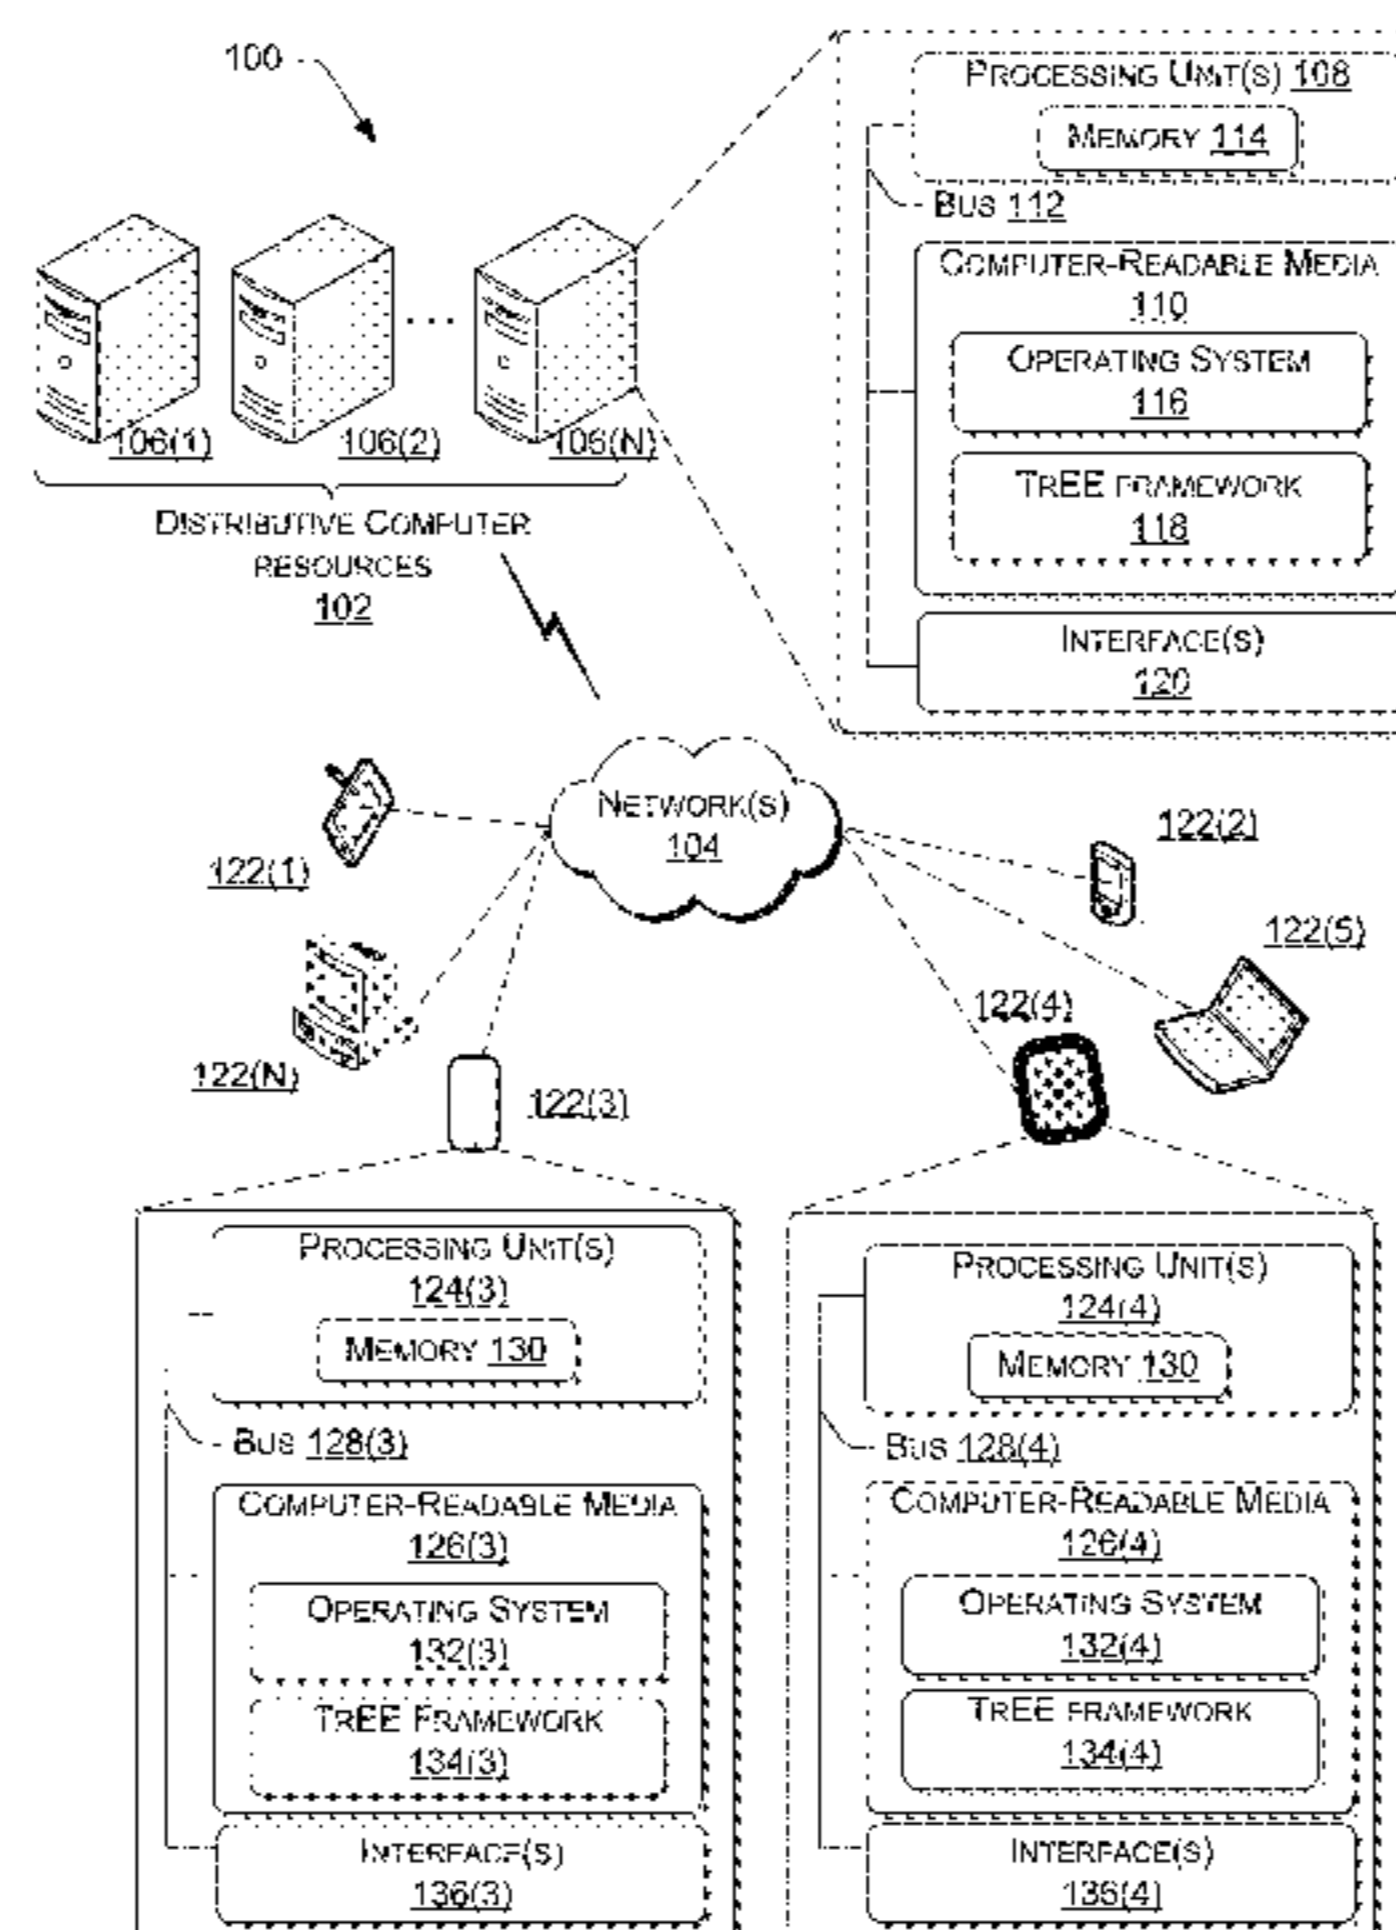 100
PROCESSING UNIT(S) 108
MEMORY 114
BUS 112
COMPUTER-READABLE MEDIA
110
OPERATING SYSTEM
116
TrEE FRAMEWORK
118
INTERFACE(S)
120
106(1) 106(2) 106(N)
DISTRIBUTIVE COMPUTER
RESOURCES
102
NETWORK(S)
104
122(1)
122(2)
122(5)
122(4)
122(N)
122(3)
PROCESSING UNIT(S)
124(3)
MEMORY 130
BUS 128(3)
COMPUTER-READABLE MEDIA
126(3)
OPERATING SYSTEM
132(3)
TrEE FRAMEWORK
134(3)
INTERFACE(S)
136(3)
PROCESSING UNIT(S)
124(4)
MEMORY 130
BUS 128(4)
COMPUTER-READABLE MEDIA
126(4)
OPERATING SYSTEM
132(4)
TrEE FRAMEWORK
134(4)
INTERFACE(S)
136(4)